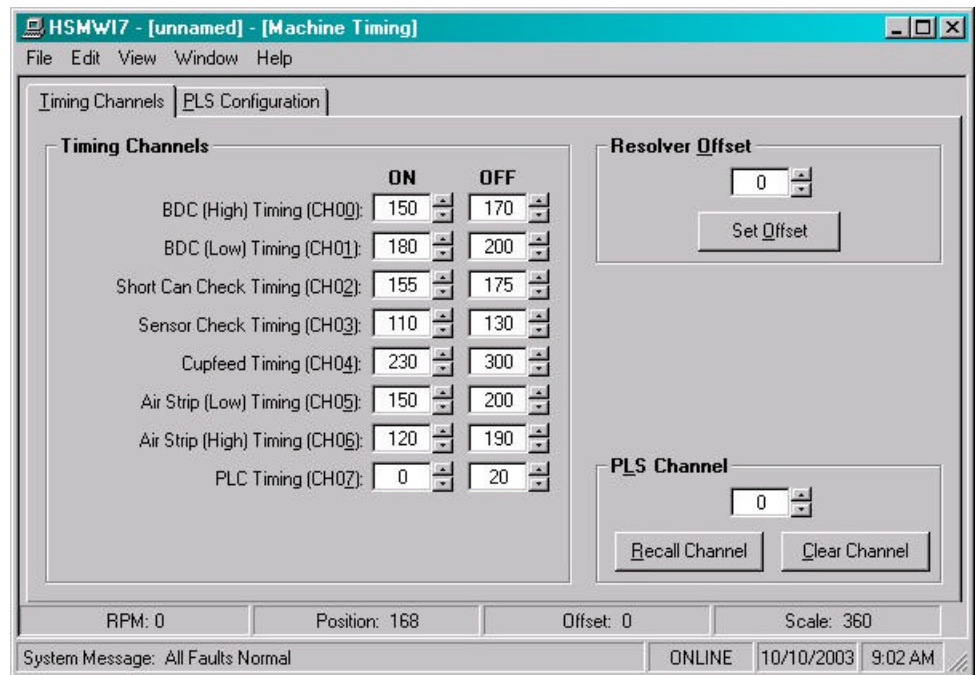 HSMWI7 - [unnamed] - [Machine Timing]
File Edit View Window Help
Timing Channels PLS Configuration
Timing Channels
ON OFF
BDC (High) Timing (CH00): 150 170
BDC (Low) Timing (CH01): 180 200
Short Can Check Timing (CH02): 155 175
Sensor Check Timing (CH03): 110 130
Cupfeed Timing (CH04): 230 300
Air Strip (Low) Timing (CH05): 150 200
Air Strip (High) Timing (CH06): 120 190
PLC Timing (CH07): 0 20
Resolver Offset
0
Set Offset
PLS Channel
0
Recall Channel Clear Channel
RPM: 0 Position: 168 Offset: 0 Scale: 360
System Message: All Faults Normal ONLINE 10/10/2003 9:02 AM